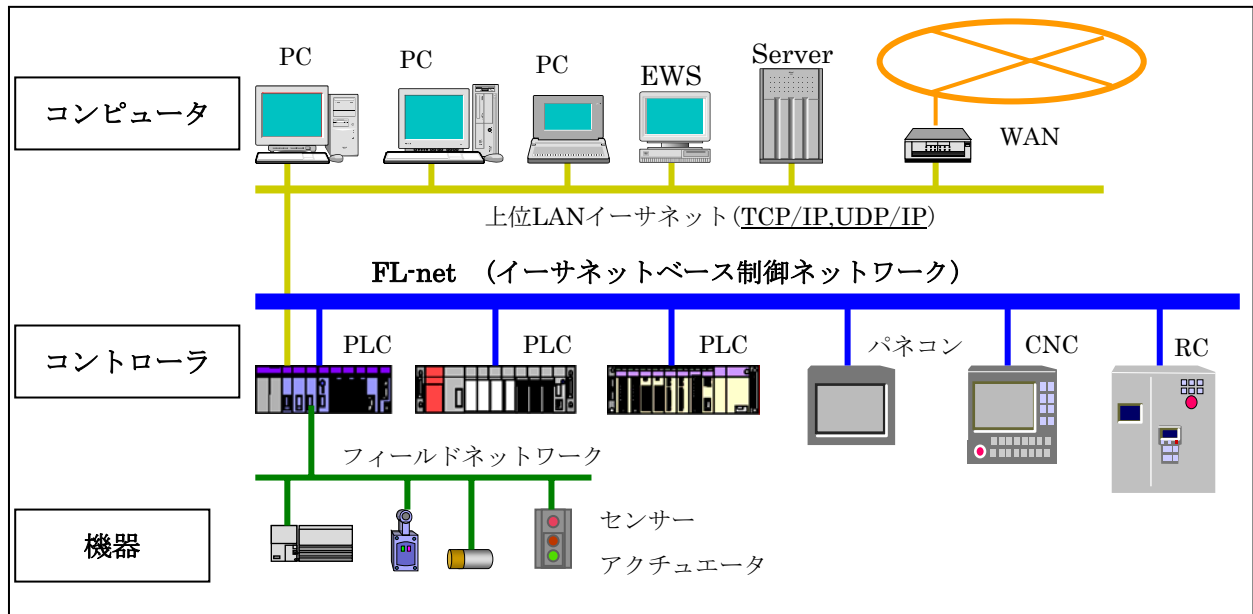 PC
PC
PC
EWS
Server
コンピュータ
WAN
上位LANイーサネット(TCP/IP,UDP/IP)
FL-net (イーサネットベース制御ネットワーク)
コントローラ
PLC
PLC
PLC
パネコン
CNC
RC
フィールドネットワーク
機器
センサー
アクチュエータ